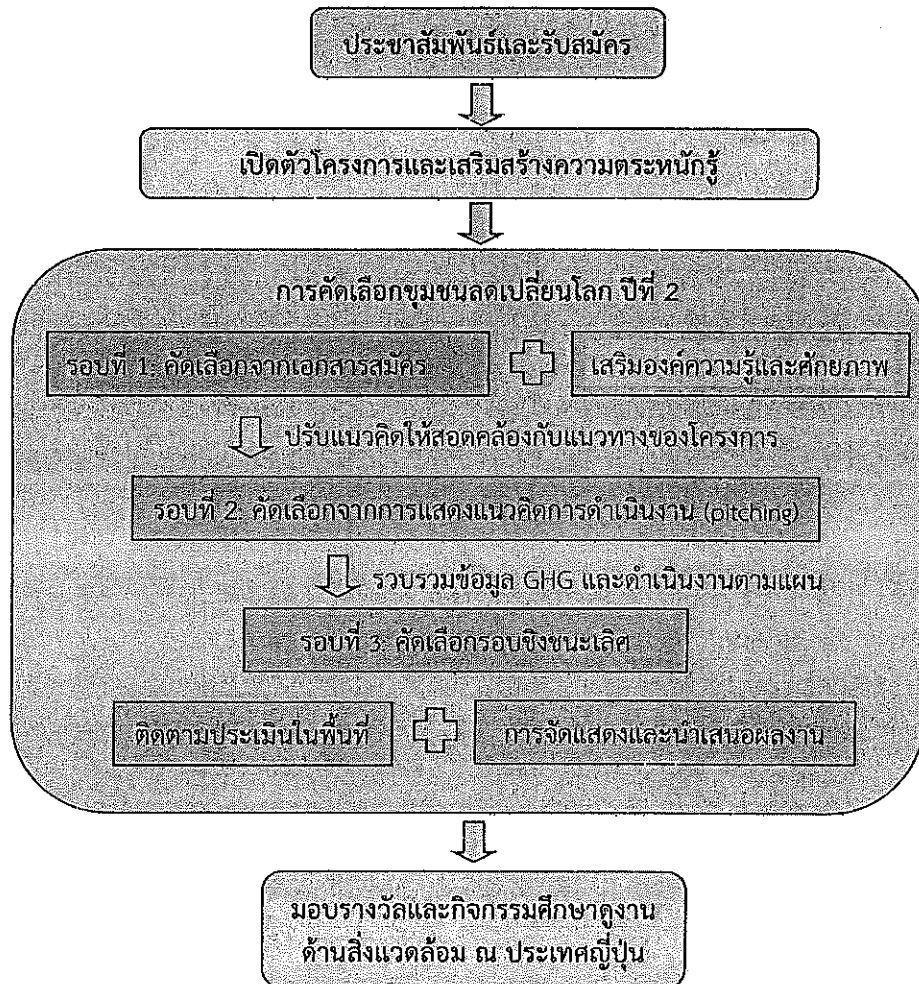 ประชาสัมพันธ์และรับสมัคร
เปิดตัวโครงการและเสริมสร้างความตระหนักรู้
การคัดเลือกชุมชนลดเปลี่ยนโลก ปีที่ 2
รอบที่ 1: คัดเลือกจากเอกสารสมัคร
เสริมองค์ความรู้และศักยภาพ
ปรับแนวคิดให้สอดคล้องกับแนวทางของโครงการ
รอบที่ 2: คัดเลือกจากการแสดงแนวคิดการดำเนินงาน (pitching)
รวบรวมข้อมูล GHG และดำเนินงานตามแผน
รอบที่ 3: คัดเลือกรอบชิงชนะเลิศ
ติดตามประเมินในพื้นที่
การจัดแสดงและนำเสนอผลงาน
มอบรางวัลและกิจกรรมศึกษาดูงาน
ด้านสิ่งแวดล้อม ณ ประเทศญี่ปุ่น